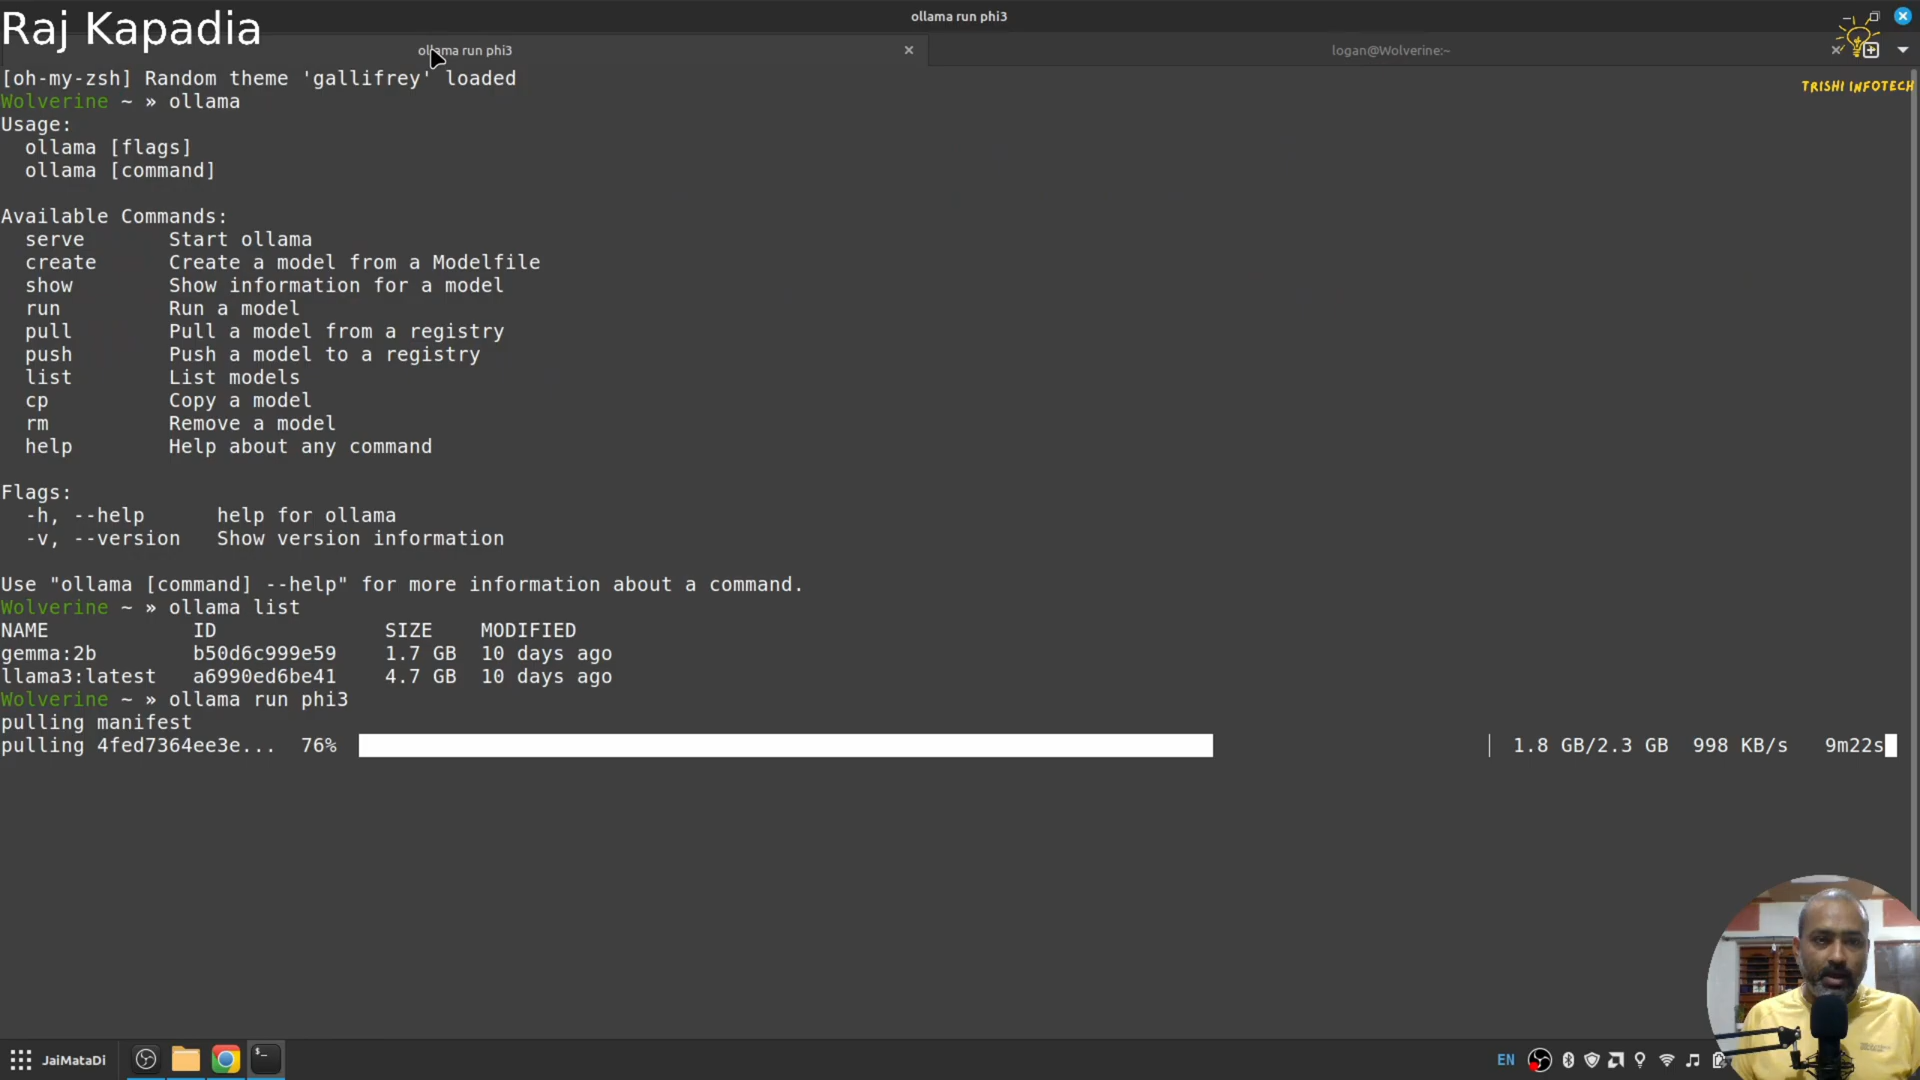 Raj Kapadia
ollama run phi3
ollama run phi3
logan@Wolverine:~
TRISHI INFOTECH
[oh-my-zsh] Random theme 'gallifrey' loaded
Wolverine ~ » ollama
Usage:
  ollama [flags]
  ollama [command]

Available Commands:
  serve       Start ollama
  create      Create a model from a Modelfile
  show        Show information for a model
  run         Run a model
  pull        Pull a model from a registry
  push        Push a model to a registry
  list        List models
  cp          Copy a model
  rm          Remove a model
  help        Help about any command

Flags:
  -h, --help      help for ollama
  -v, --version   Show version information

Use "ollama [command] --help" for more information about a command.
Wolverine ~ » ollama list
NAME            ID              SIZE    MODIFIED
gemma:2b        b50d6c999e59    1.7 GB  10 days ago
llama3:latest   a6990ed6be41    4.7 GB  10 days ago
Wolverine ~ » ollama run phi3
pulling manifest
pulling 4fed7364ee3e...  76%  1.8 GB/2.3 GB  998 KB/s   9m22s
JaiMataDi
EN